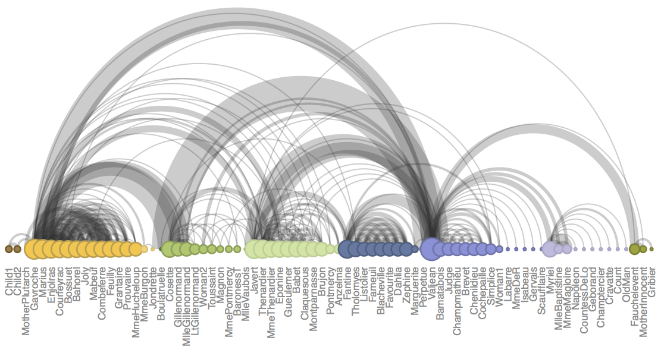 Child1
Child2
MotherPlutarch
Gavroche
Marius
Enjolras
Courfeyrac
Bossuet
Bahorel
Joly
Mabeuf
Combeferre
Feuilly
Grantaire
Prouvaire
MmeHucheloup
MmeBurgon
Jondrette
Boulatruelle
Cosette
Gillenormand
MlleGillenormand
LtGillenormand
Woman2
Toussaint
Magnon
MmePontmercy
BaronessT
MlleVaubois
Javert
Thenardier
MmeThenardier
Eponine
Gueulemer
Babet
Claquesous
Montparnasse
Brujon
Pontmercy
Anzelma
Fantine
Tholomyes
Listolier
Fameuil
Blacheville
Favourite
Dahlia
Zephine
Marguerite
Perpetue
Valjean
Bamatabois
Judge
Champmathieu
Brevet
Chenildieu
Cochepaille
Simplice
Woman1
Labarre
MmeDeR
Isabeau
Gervais
Scaufflaire
Myriel
MlleBaptistine
MmeMagloire
Napoleon
CountessDeLo
Geborand
Champtercier
Cravatte
Count
OldMan
Fauchelevent
MotherInnocent
Gribier